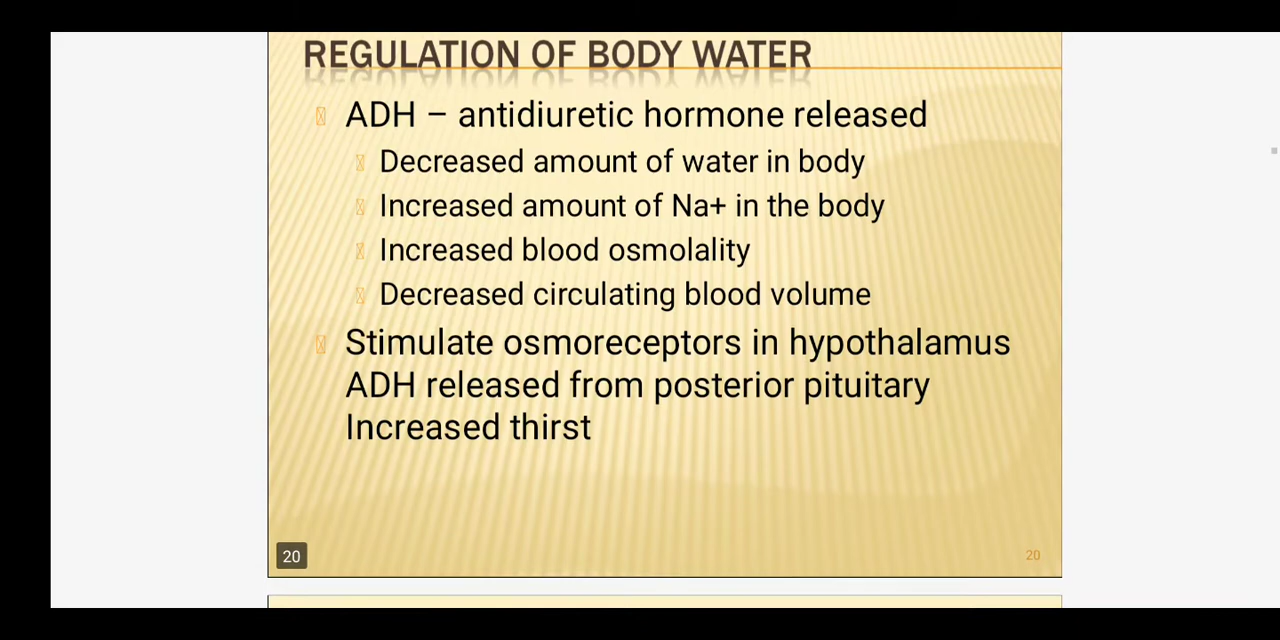 REGULATION OF BODY WATER
ADH – antidiuretic hormone released
Decreased amount of water in body
Increased amount of Na+ in the body
Increased blood osmolality
Decreased circulating blood volume
Stimulate osmoreceptors in hypothalamus
ADH released from posterior pituitary
Increased thirst
20
20